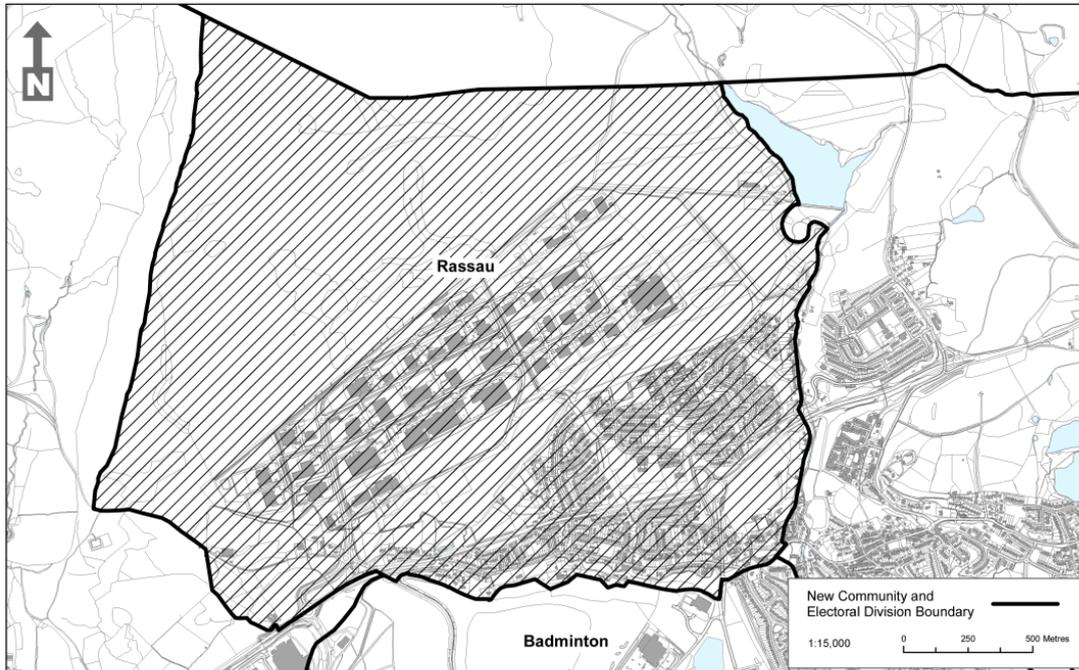 N
Rassau
Badminton
New Community and
Electoral Division Boundary
1:15,000
0 250 500 Metres